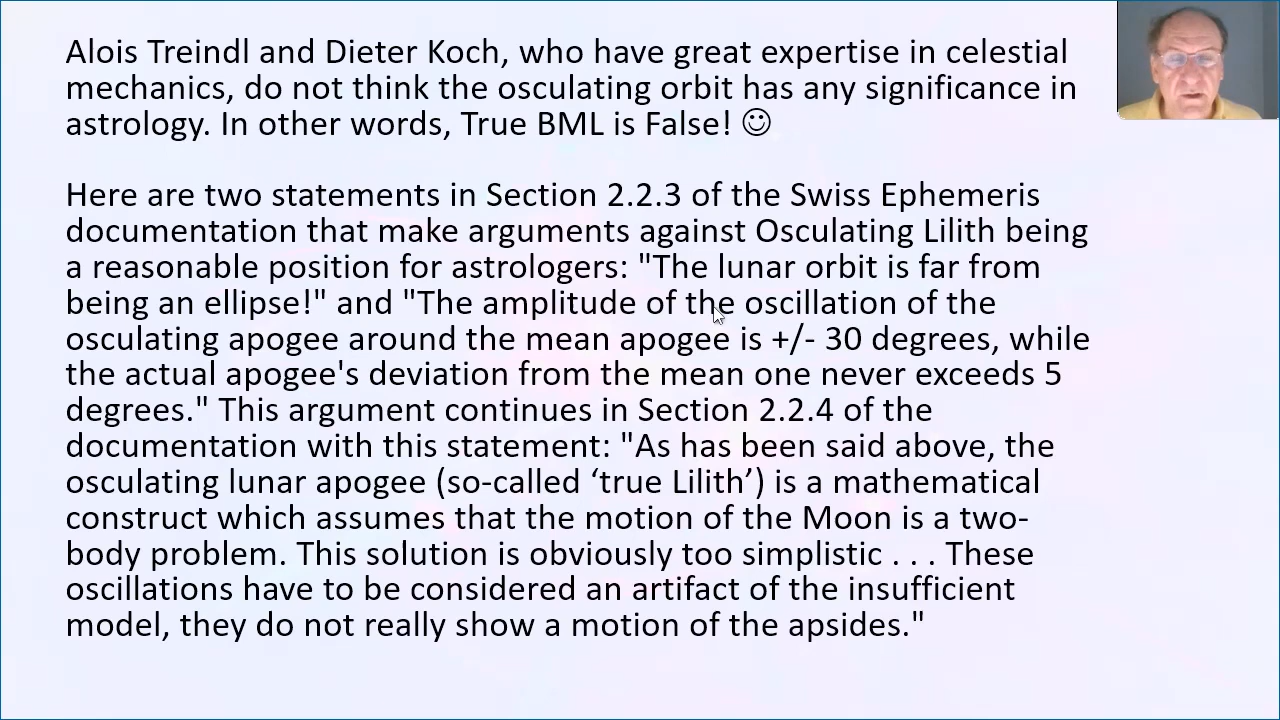 Alois Treindl and Dieter Koch, who have great expertise in celestial
mechanics, do not think the osculating orbit has any significance in
astrology. In other words, True BML is False! ☺
Here are two statements in Section 2.2.3 of the Swiss Ephemeris
documentation that make arguments against Osculating Lilith being
a reasonable position for astrologers: "The lunar orbit is far from
being an ellipse!" and "The amplitude of the oscillation of the
osculating apogee around the mean apogee is +/- 30 degrees, while
the actual apogee's deviation from the mean one never exceeds 5
degrees." This argument continues in Section 2.2.4 of the
documentation with this statement: "As has been said above, the
osculating lunar apogee (so-called ‘true Lilith’) is a mathematical
construct which assumes that the motion of the Moon is a two-
body problem. This solution is obviously too simplistic . . . These
oscillations have to be considered an artifact of the insufficient
model, they do not really show a motion of the apsides."